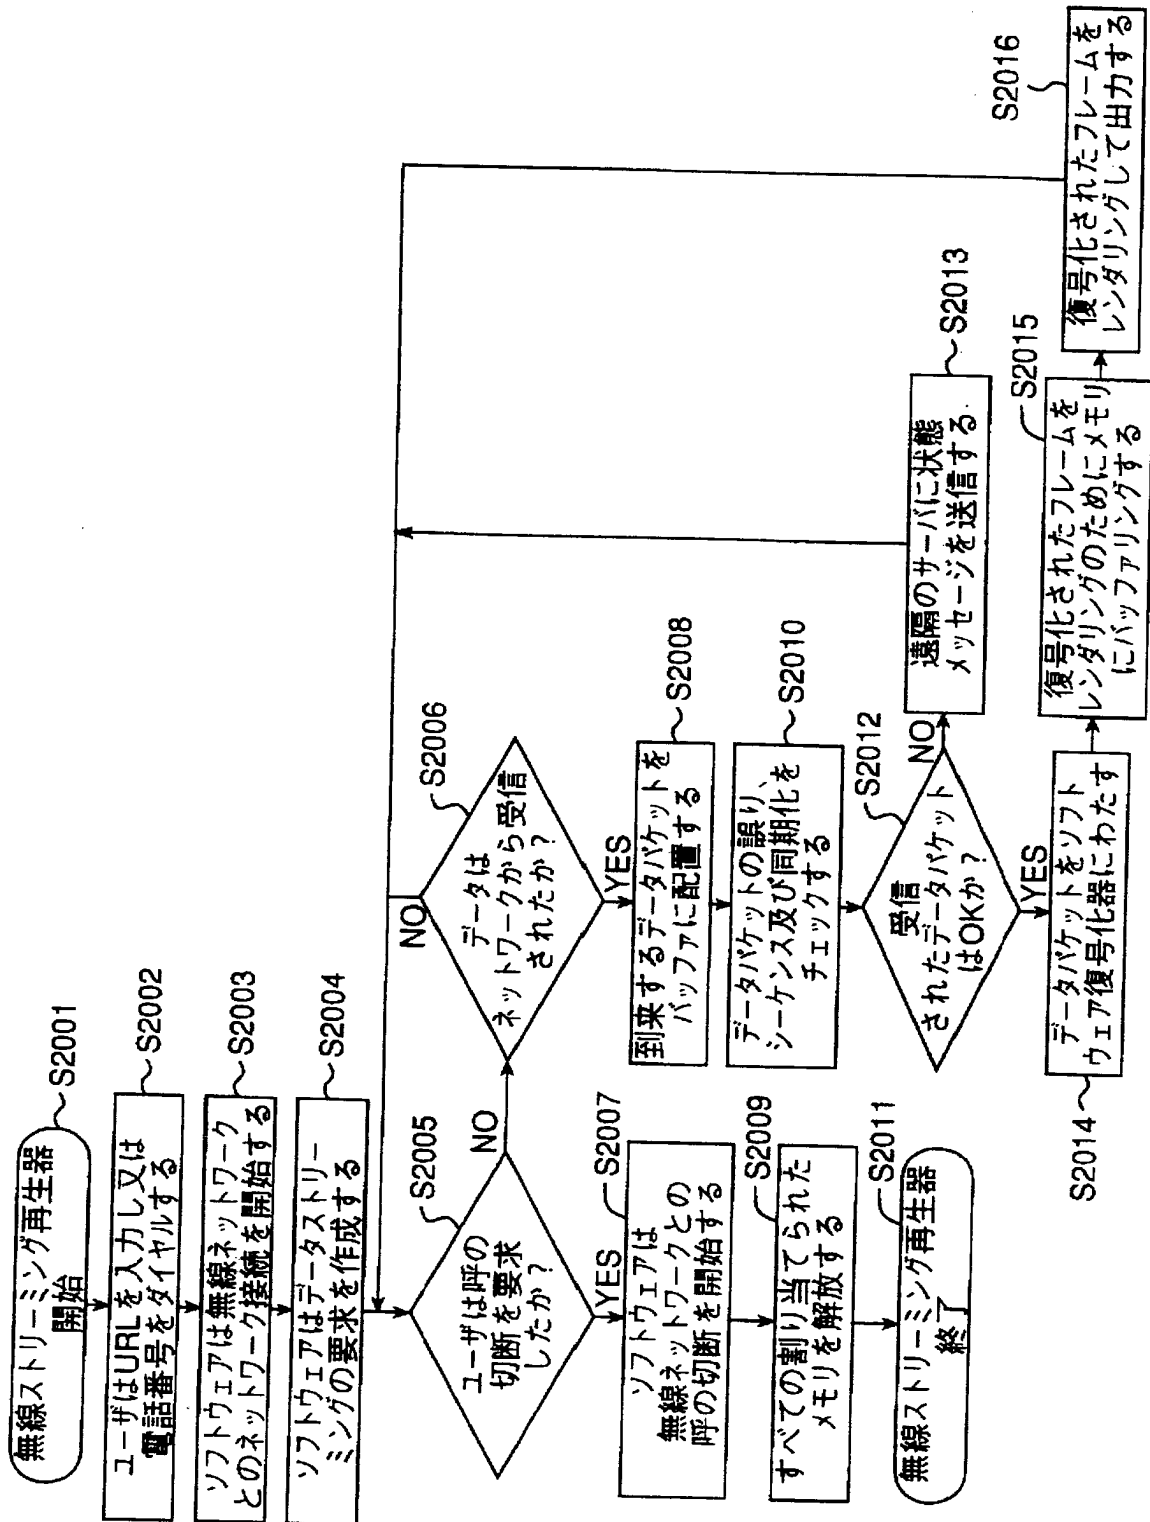 無線ストリーミング再生器
開始
S2001
ユーザはURLを入力し又は
電話番号をダイヤルする
S2002
ソフトウェアは無線ネットワーク
とのネットワーク接続を開始する
S2003
ソフトウェアはデータストリー
ミングの要求を作成する
S2004
ユーザは呼の
切断を要求
したか?
S2005
NO
YES
データは
ネットワークから受信
されたか?
S2006
NO
YES
ソフトウェアは
無線ネットワークとの
呼の切断を開始する
S2007
到来するデータパケットを
バッファに配置する
S2008
すべての割り当てられた
メモリを解放する
S2009
データパケットの誤り、
シーケンス及び同期化を
チェックする
S2010
無線ストリーミング再生器
終了
S2011
受信
されたデータパケット
はOKか?
S2012
NO
YES
遠隔のサーバに状態
メッセージを送信する
S2013
データパケットをソフト
ウェア復号化器にわたす
S2014
復号化されたフレームを
レンダリングのためにメモリ
にバッファリングする
S2015
復号化されたフレームを
レンダリングして出力する
S2016